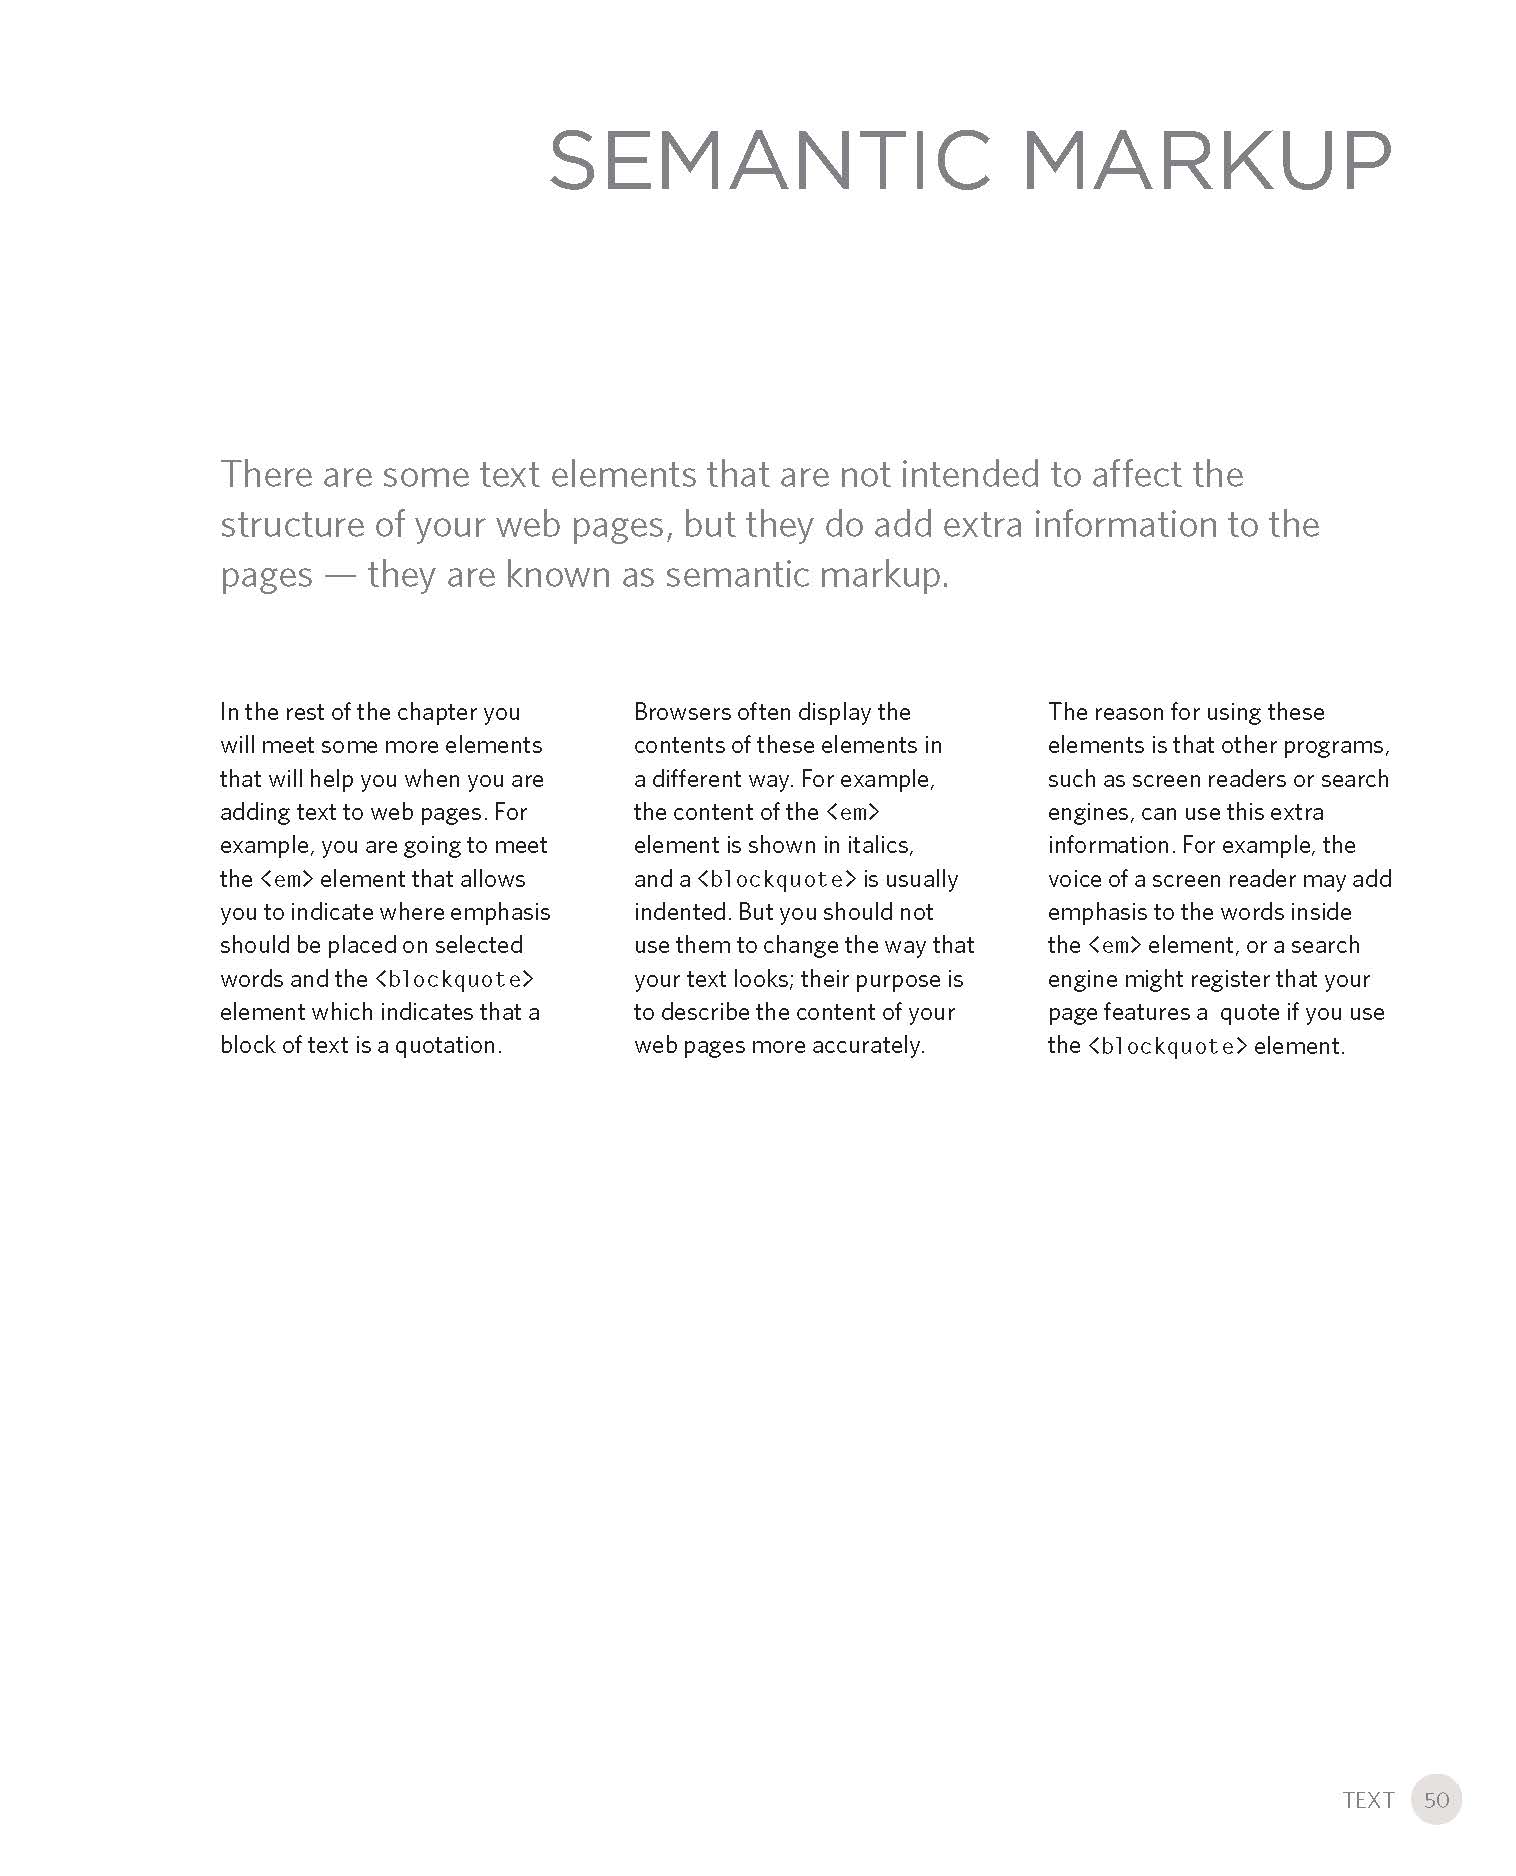 SEMANTIC MARKUP
There are some text elements that are not intended to affect the
structure of your web pages, but they do add extra information to the
pages — they are known as semantic markup.
In the rest of the chapter you
will meet some more elements
that will help you when you are
adding text to web pages. For
example, you are going to meet
the <em> element that allows
you to indicate where emphasis
should be placed on selected
words and the <blockquote>
element which indicates that a
block of text is a quotation.
Browsers often display the
contents of these elements in
a different way. For example,
the content of the <em>
element is shown in italics,
and a <blockquote> is usually
indented. But you should not
use them to change the way that
your text looks; their purpose is
to describe the content of your
web pages more accurately.
The reason for using these
elements is that other programs,
such as screen readers or search
engines, can use this extra
information. For example, the
voice of a screen reader may add
emphasis to the words inside
the <em> element, or a search
engine might register that your
page features a  quote if you use
the <blockquote> element.
TEXT 50